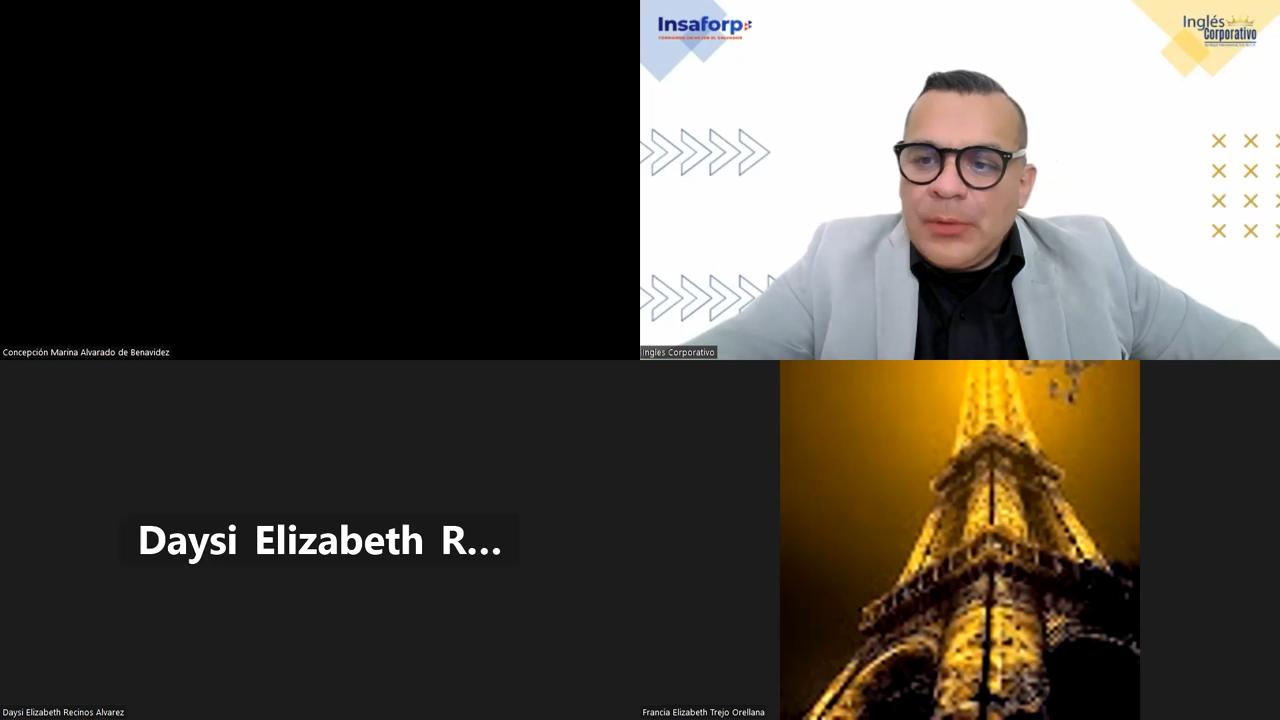 Insaforp
Inglés
Corporativo
Concepción Marina Alvarado de Benavidez
Ingles Corporativo
Daysi Elizabeth R...
Daysi Elizabeth Recinos Alvarez
Francia Elizabeth Trejo Orellana